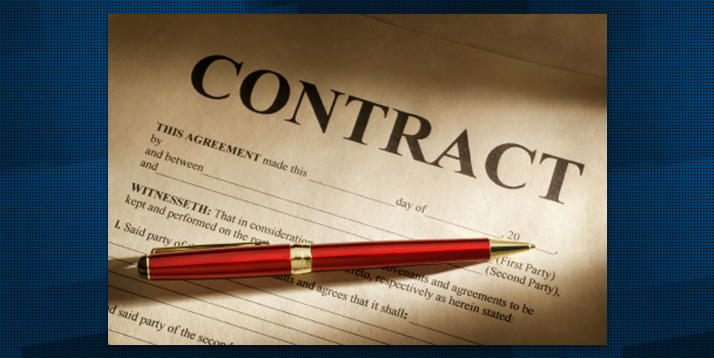 CONTRACT
THIS AGREEMENT made this day of , 20 ,
by
and between (First Party)
and (Second Party),
WITNESSETH: That in consideration covenants and agreements to be
kept and performed on the respectively as herein stated:
I. Said party of and agrees that it shall:
said party of the second